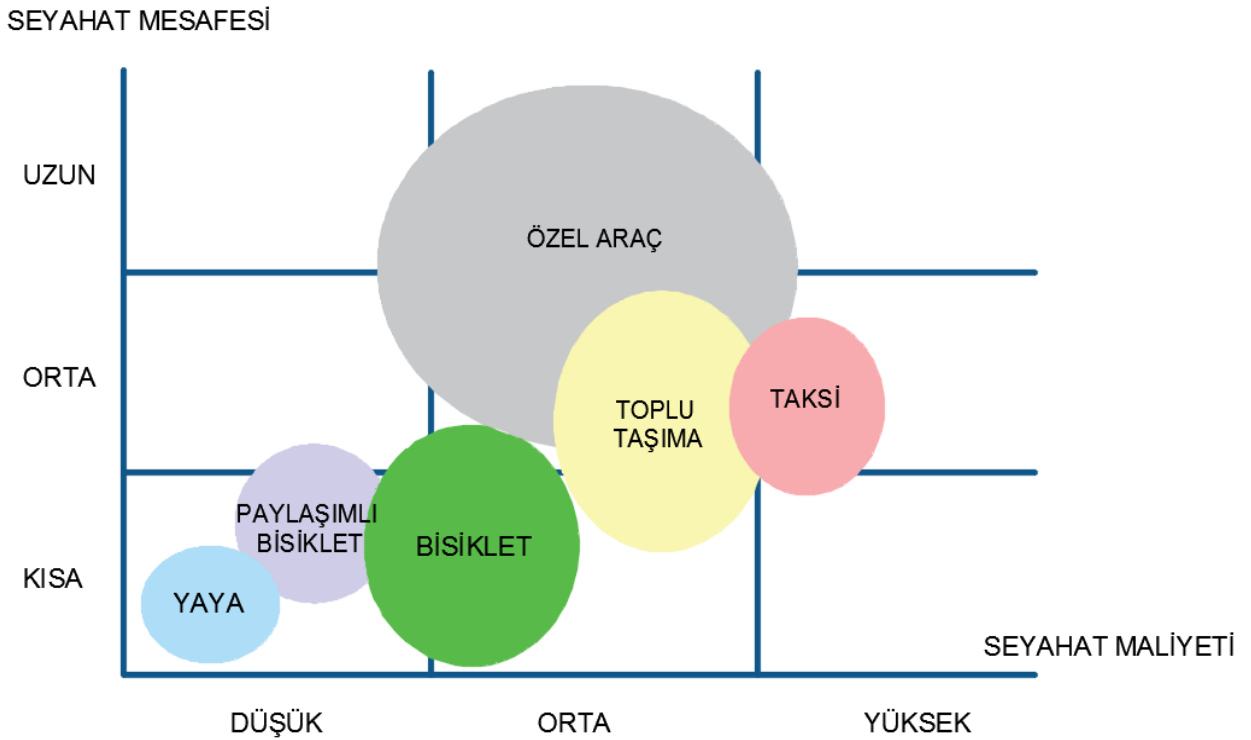 SEYAHAT MESAFESİ
UZUN
ÖZEL ARAÇ
ORTA
TAKSİ
TOPLU
TAŞIMA
PAYLAŞIMLI
BİSİKLET
BİSİKLET
KISA
YAYA
SEYAHAT MALİYETİ
DÜŞÜK
ORTA
YÜKSEK